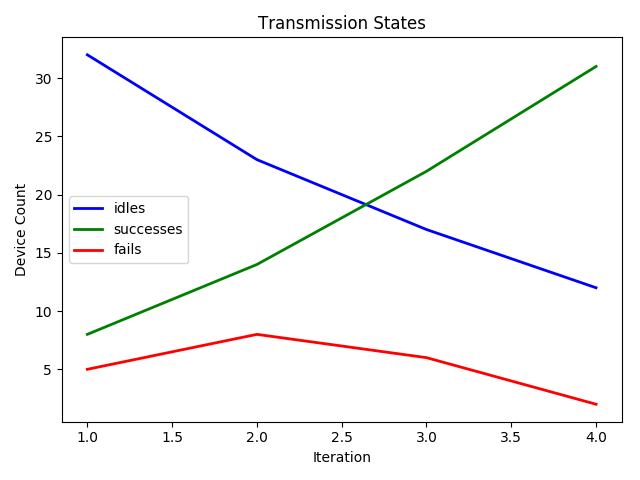 Transmission States
Device Count
30
25
20
15
10
5
idles
successes
fails
1.0 1.5 2.0 2.5 3.0 3.5 4.0
Iteration